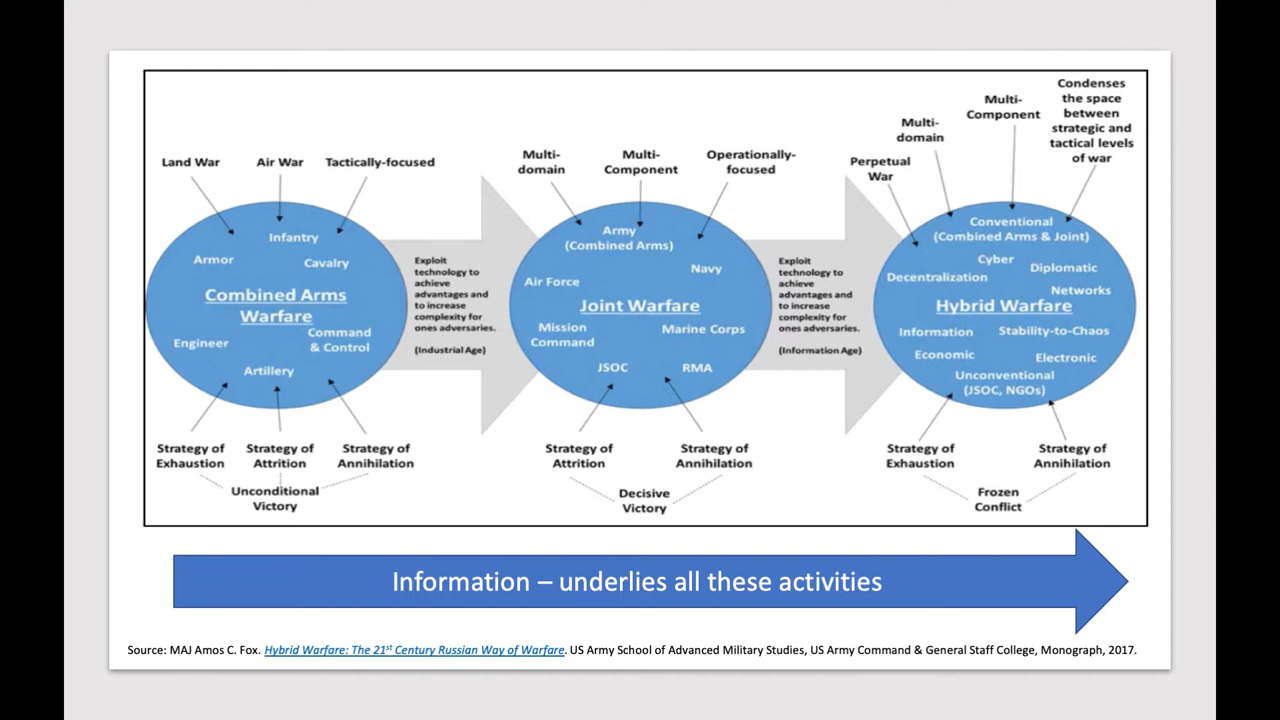 Land War
Air War
Tactically-focused
Infantry
Armor
Cavalry
Combined Arms
Warfare
Command
& Control
Engineer
Artillery
Strategy of
Exhaustion
Strategy of
Attrition
Strategy of
Annihilation
Unconditional
Victory
Exploit
technology to
achieve
advantages and
to increase
complexity for
ones adversaries.
(Industrial Age)
Multi-
domain
Multi-
Component
Operationally-
focused
Army
(Combined Arms)
Navy
Air Force
Joint Warfare
Mission
Command
Marine Corps
JSOC
RMA
Strategy of
Attrition
Strategy of
Annihilation
Decisive
Victory
Exploit
technology to
achieve
advantages and
to increase
complexity for
ones adversaries.
(Information Age)
Perpetual
War
Multi-
domain
Multi-
Component
Condenses
the space
between
strategic and
tactical levels
of war
Conventional
(Combined Arms & Joint)
Cyber
Diplomatic
Decentralization
Networks
Hybrid Warfare
Information
Stability-to-Chaos
Economic
Electronic
Unconventional
(JSOC, NGOs)
Strategy of
Exhaustion
Strategy of
Annihilation
Frozen
Conflict
Information – underlies all these activities
Source: MAJ Amos C. Fox. Hybrid Warfare: The 21st Century Russian Way of Warfare. US Army School of Advanced Military Studies, US Army Command & General Staff College, Monograph, 2017.